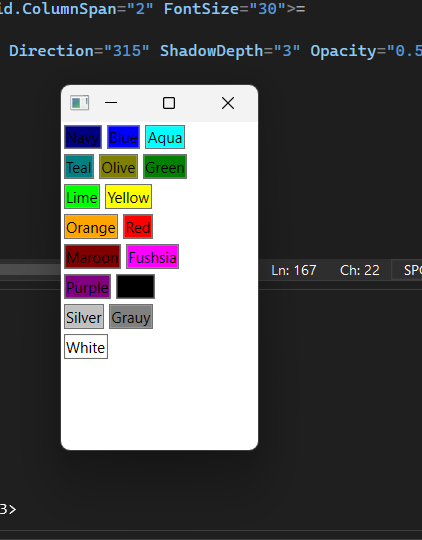 id.ColumnSpan="2" FontSize="30">=
Direction="315" ShadowDepth="3" Opacity="0.5
Navy Blue Aqua
Teal Olive Green
Lime Yellow
Orange Red
Maroon Fushsia
Purple
Silver Grauy
White
Ln: 167 Ch: 22 SPC
3>